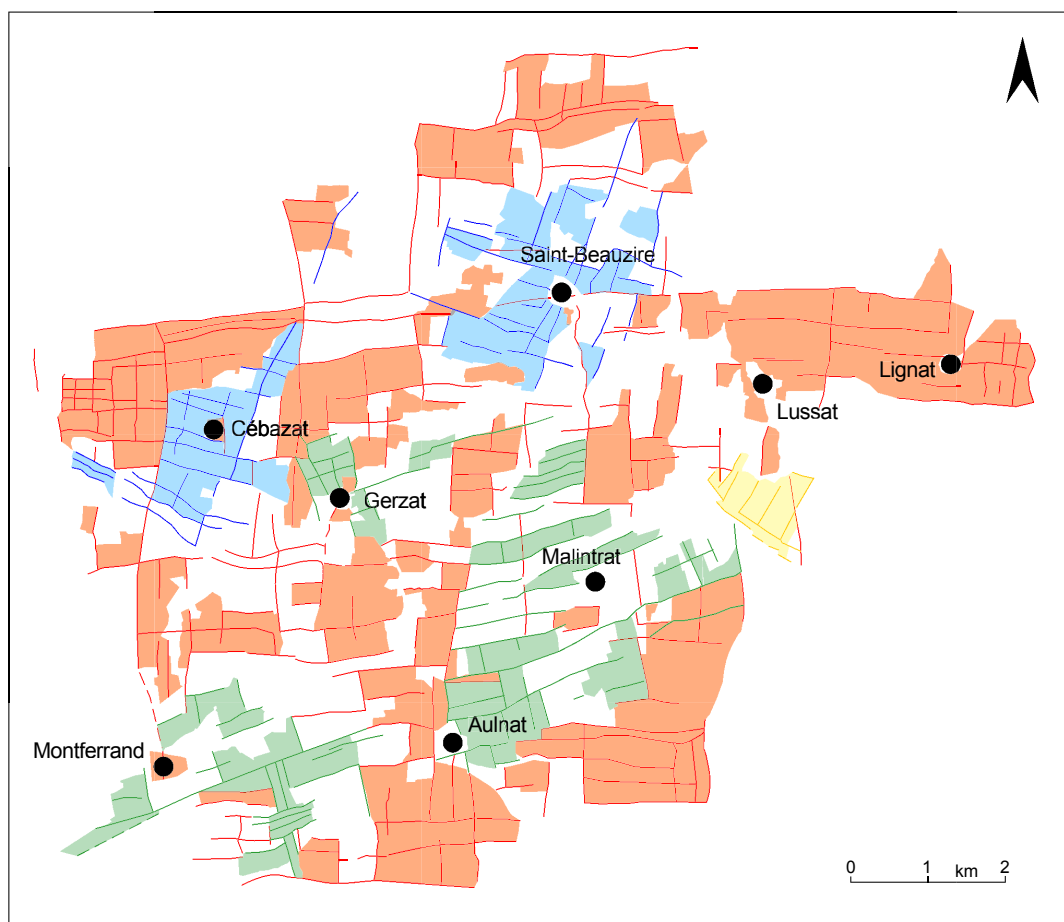 Saint-Beauzire
Lignat
Lussat
Cébazat
Gerzat
Malintrat
Aulnat
Montferrand
0 1 km 2